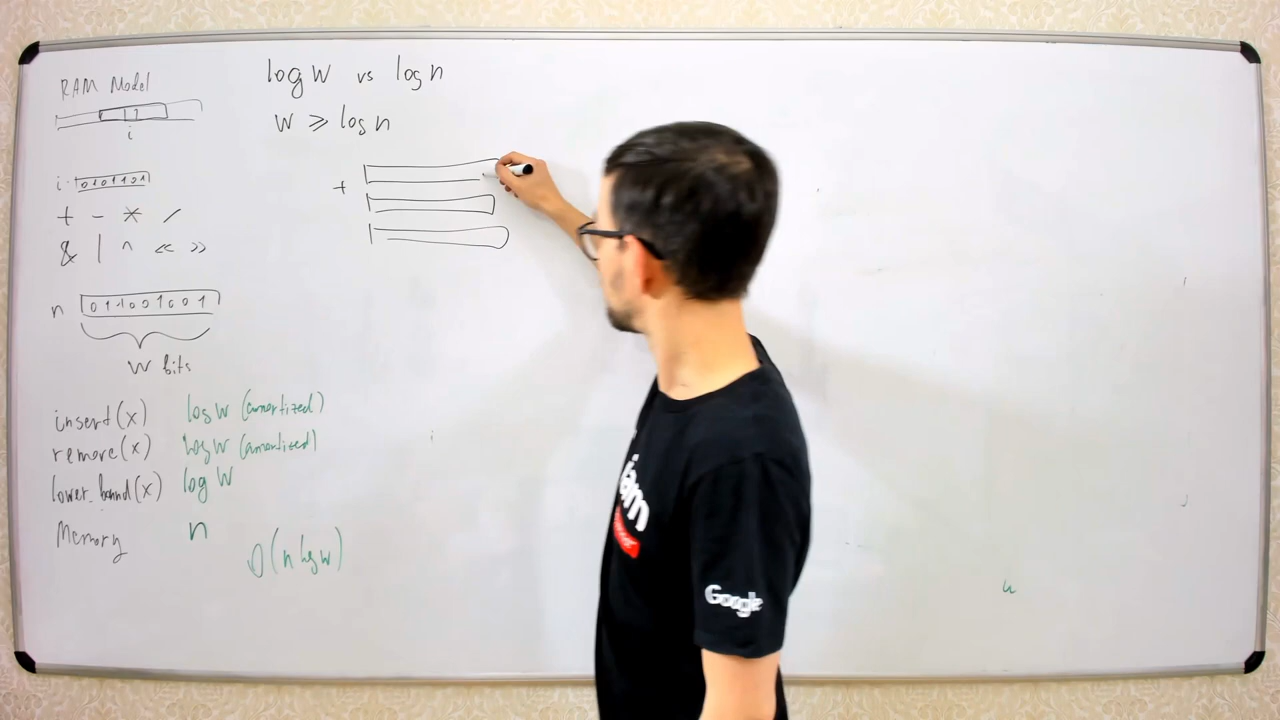 RAM Model
i
i 0101101
+ - * /
& | ^ << >>
n 011001001
W bits
insert(x) log W (amortized)
remove(x) log W (amortized)
lower_bound(x) log W
Memory n
O(n log w)
log W vs log n
W ⩾ log n
+
am
Google